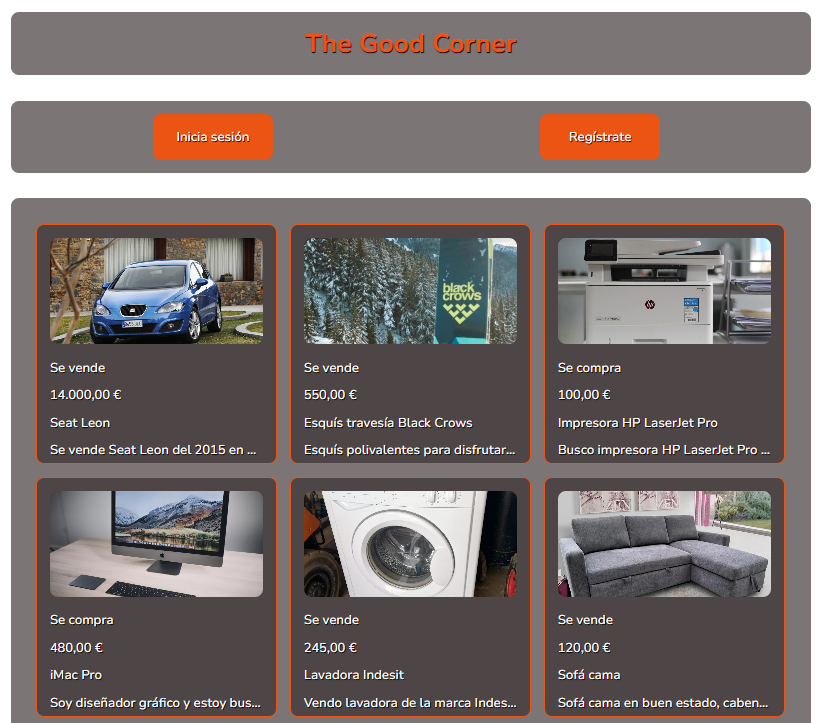 The Good Corner
Inicia sesión
Regístrate
black
crows
hp
Se vende
Se vende
Se compra
14.000,00 €
550,00 €
100,00 €
Seat Leon
Esquís travesía Black Crows
Impresora HP LaserJet Pro
Se vende Seat Leon del 2015 en ...
Esquís polivalentes para disfrutar...
Busco impresora HP LaserJet Pro ...
Se compra
Se vende
Se vende
480,00 €
245,00 €
120,00 €
iMac Pro
Lavadora Indesit
Sofá cama
Soy diseñador gráfico y estoy bus...
Vendo lavadora de la marca Indes...
Sofá cama en buen estado, caben...